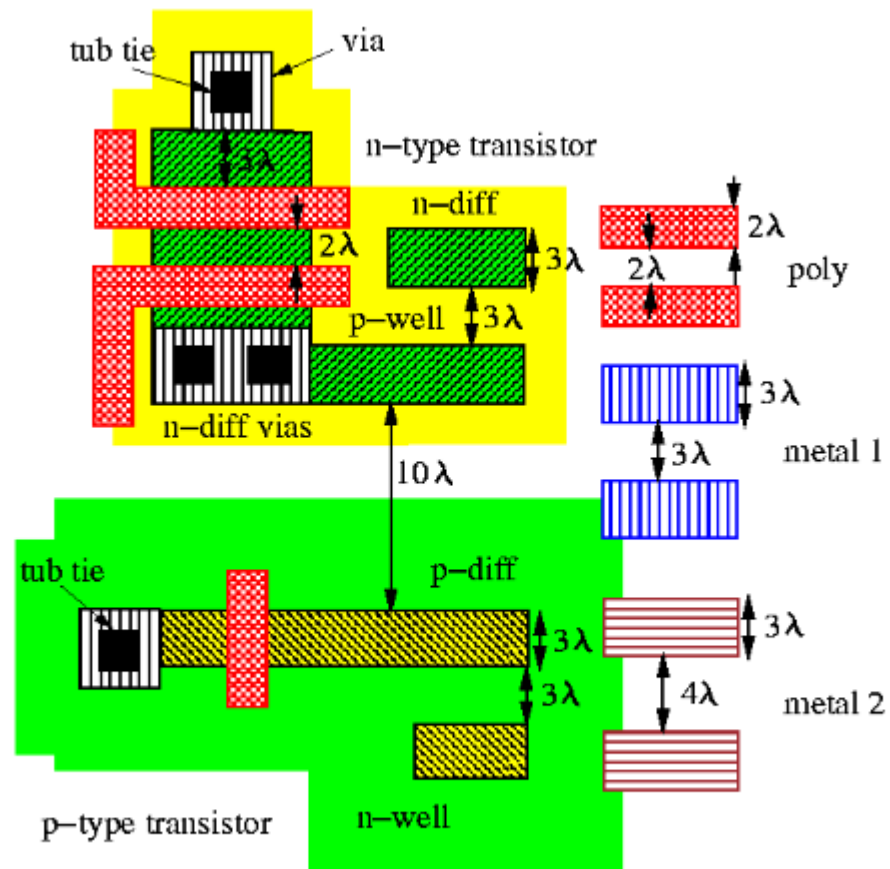 tub tie
via
n-type transistor
3λ
n-diff
2λ
3λ
2λ
2λ
poly
p-well
3λ
3λ
n-diff vias
3λ
metal 1
10λ
tub tie
p-diff
3λ
3λ
3λ
4λ
metal 2
p-type transistor
n-well